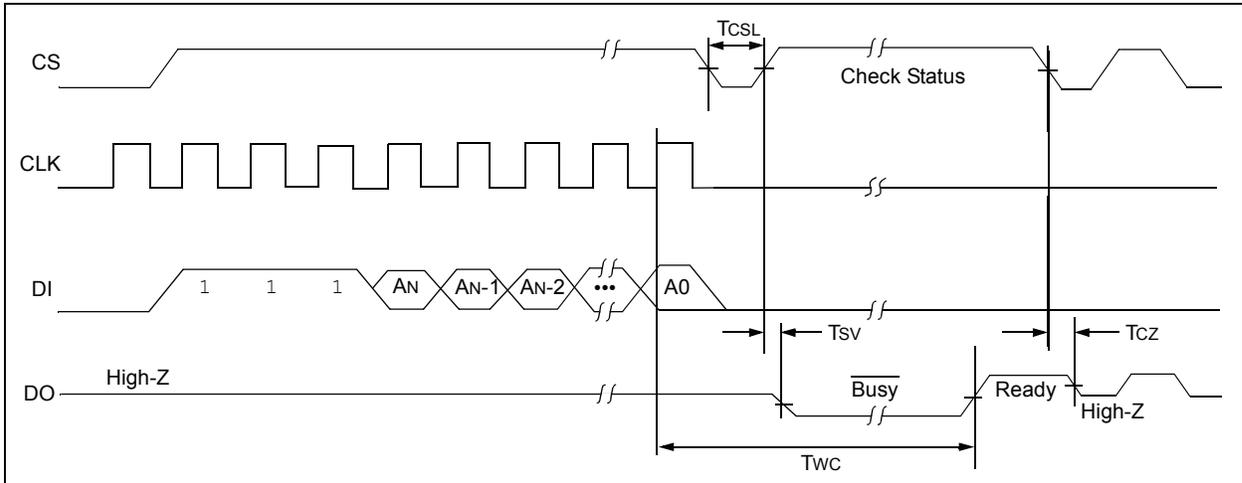 TCSL
CS
Check Status
CLK
DI 1 1 1 AN AN-1 AN-2 ••• A0
TSV TCZ
High-Z
DO
Busy Ready
High-Z
TWC